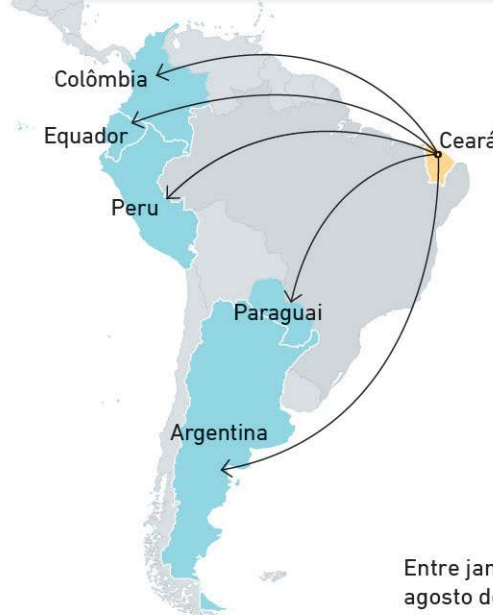 Colômbia
Equador
Ceará
Peru
Paraguai
Argentina
Entre jan
agosto d